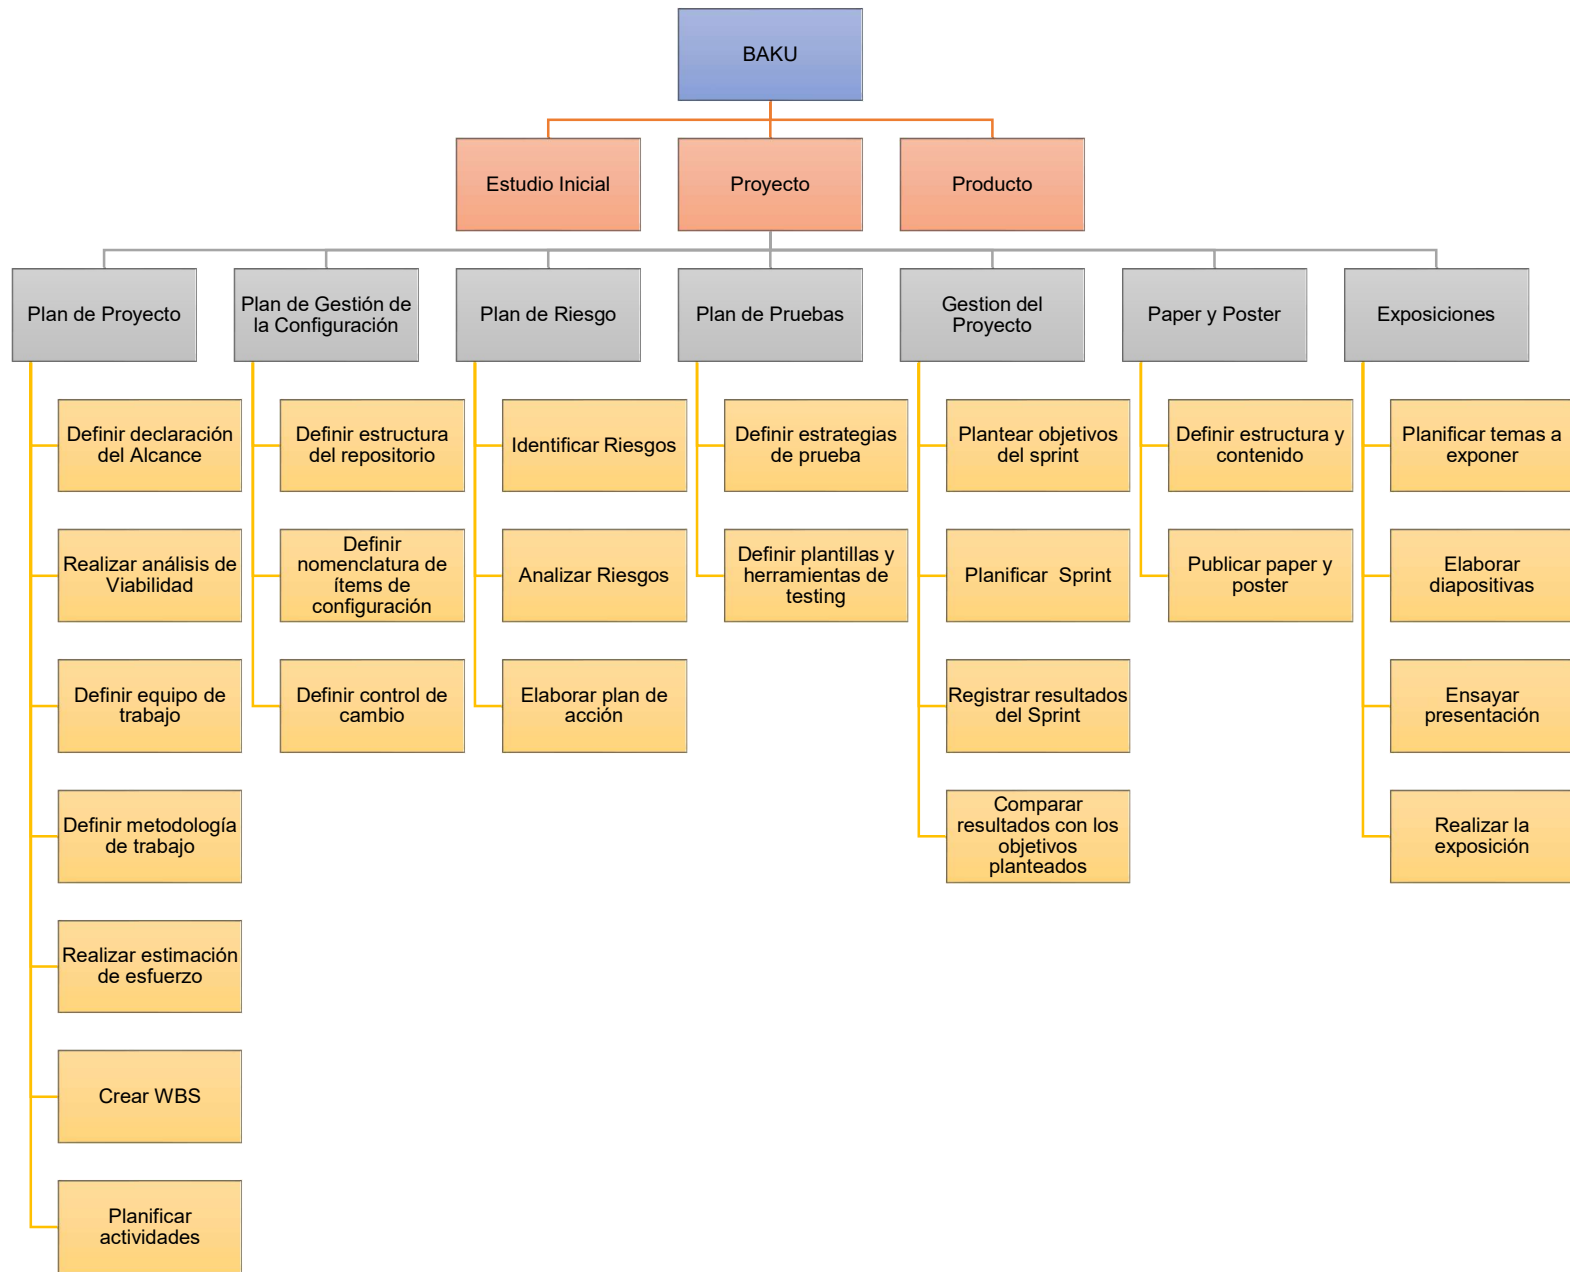 BAKU
Estudio Inicial
Proyecto
Producto
Plan de Proyecto
Plan de Gestión de
la Configuración
Plan de Riesgo
Plan de Pruebas
Gestion del
Proyecto
Paper y Poster
Exposiciones
Definir declaración
del Alcance
Realizar análisis de
Viabilidad
Definir equipo de
trabajo
Definir metodología
de trabajo
Realizar estimación
de esfuerzo
Crear WBS
Planificar
actividades
Definir estructura
del repositorio
Definir
nomenclatura de
ítems de
configuración
Definir control de
cambio
Identificar Riesgos
Analizar Riesgos
Elaborar plan de
acción
Definir estrategias
de prueba
Definir plantillas y
herramientas de
testing
Plantear objetivos
del sprint
Planificar Sprint
Registrar resultados
del Sprint
Comparar
resultados con los
objetivos
planteados
Definir estructura y
contenido
Publicar paper y
poster
Planificar temas a
exponer
Elaborar
diapositivas
Ensayar
presentación
Realizar la
exposición